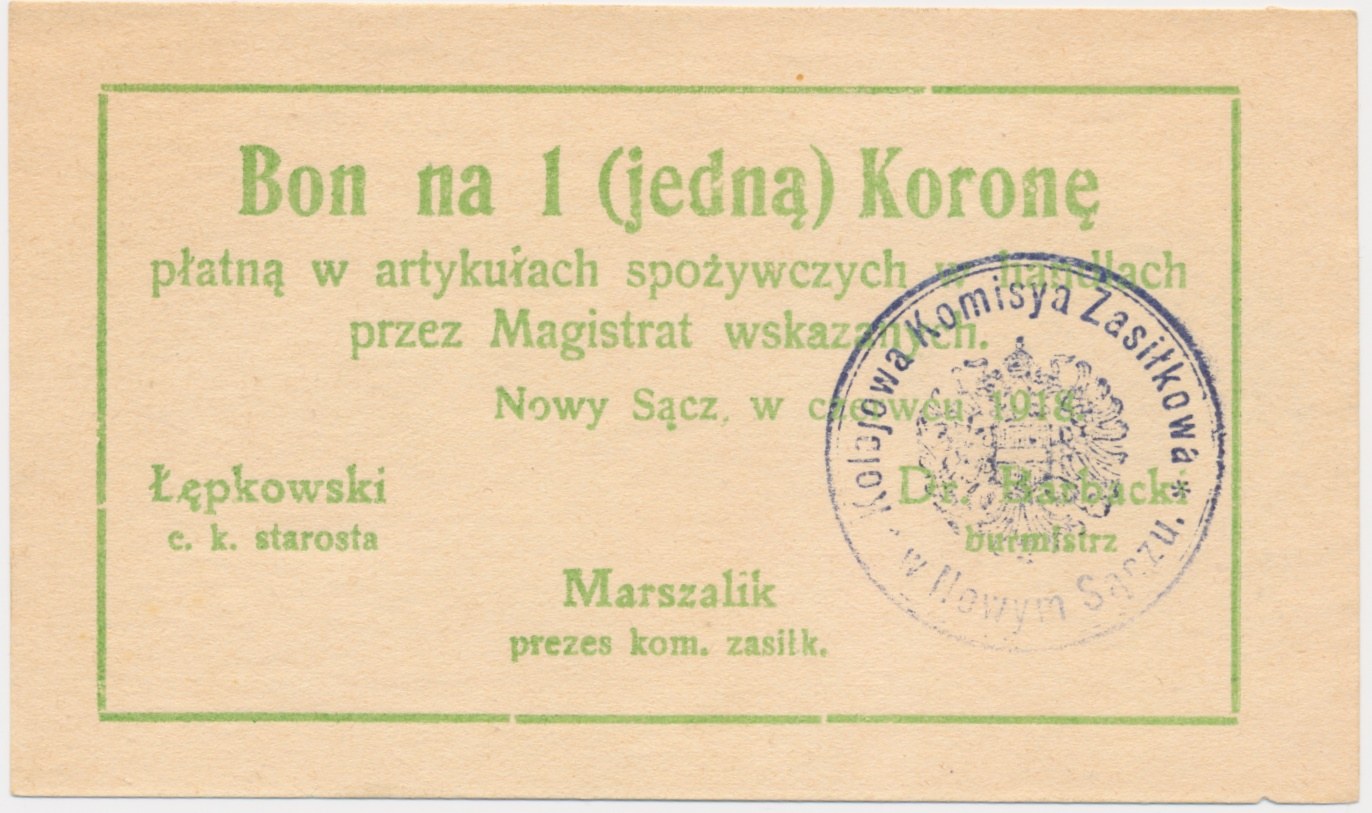 Bon na 1 (jedną) Koronę
płatną w artykułach spożywczych w handlach
przez Magistrat wskazanych.
Nowy Sącz, w czerwcu 1918.
Łępkowski
c. k. starosta
Dr. Barbacki
burmistrz
Marszalik
prezes kom. zasiłk.
Kolejowa Komisya Zasiłkowa *
w Nowym Sączu.